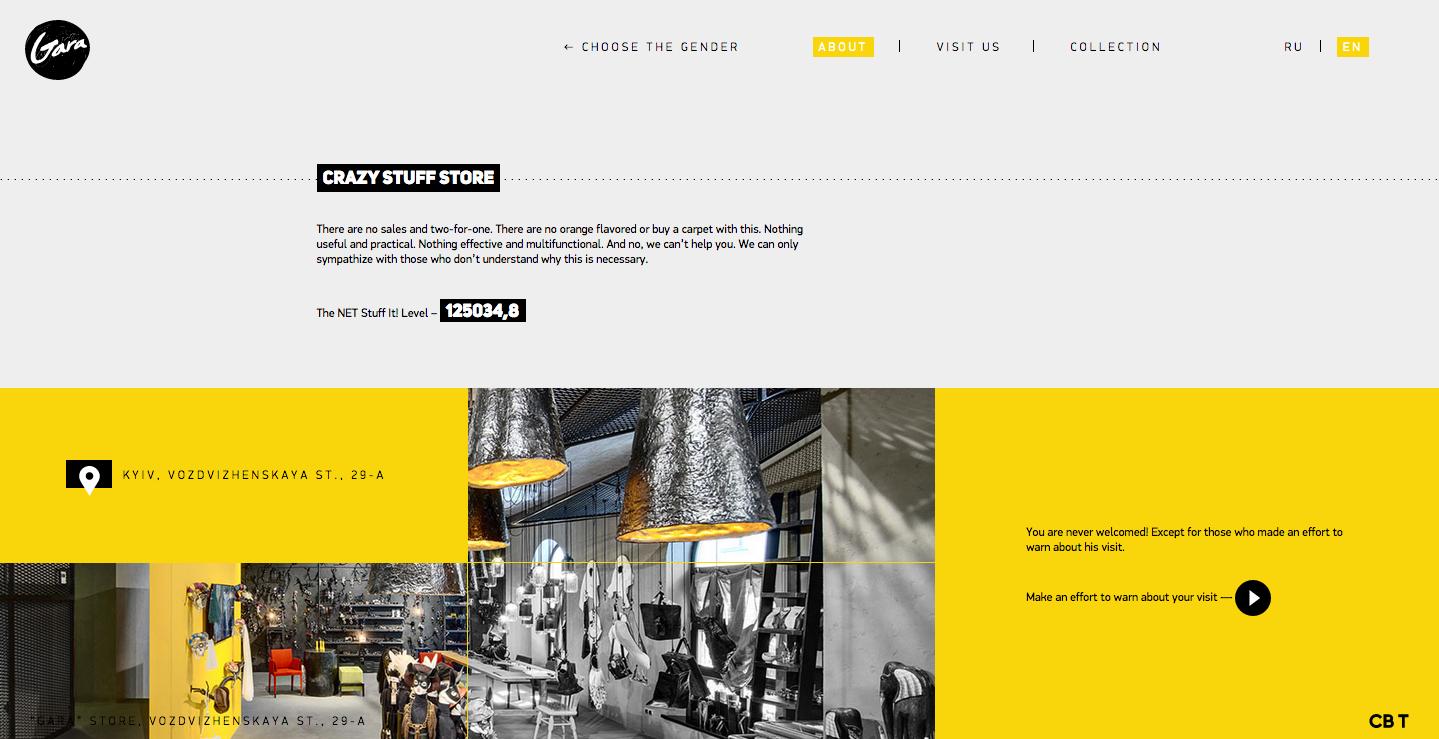 Gara
← CHOOSE THE GENDER
ABOUT
VISIT US
COLLECTION
RU
EN
CRAZY STUFF STORE
There are no sales and two-for-one. There are no orange flavored or buy a carpet with this. Nothing
useful and practical. Nothing effective and multifunctional. And no, we can't help you. We can only
sympathize with those who don't understand why this is necessary.
The NET Stuff It! Level – 125034,8
KYIV, VOZDVIZHENSKAYA ST., 29-A
You are never welcomed! Except for those who made an effort to
warn about his visit.
Make an effort to warn about your visit —
"GARA" STORE, VOZDVIZHENSKAYA ST., 29-A
CB T